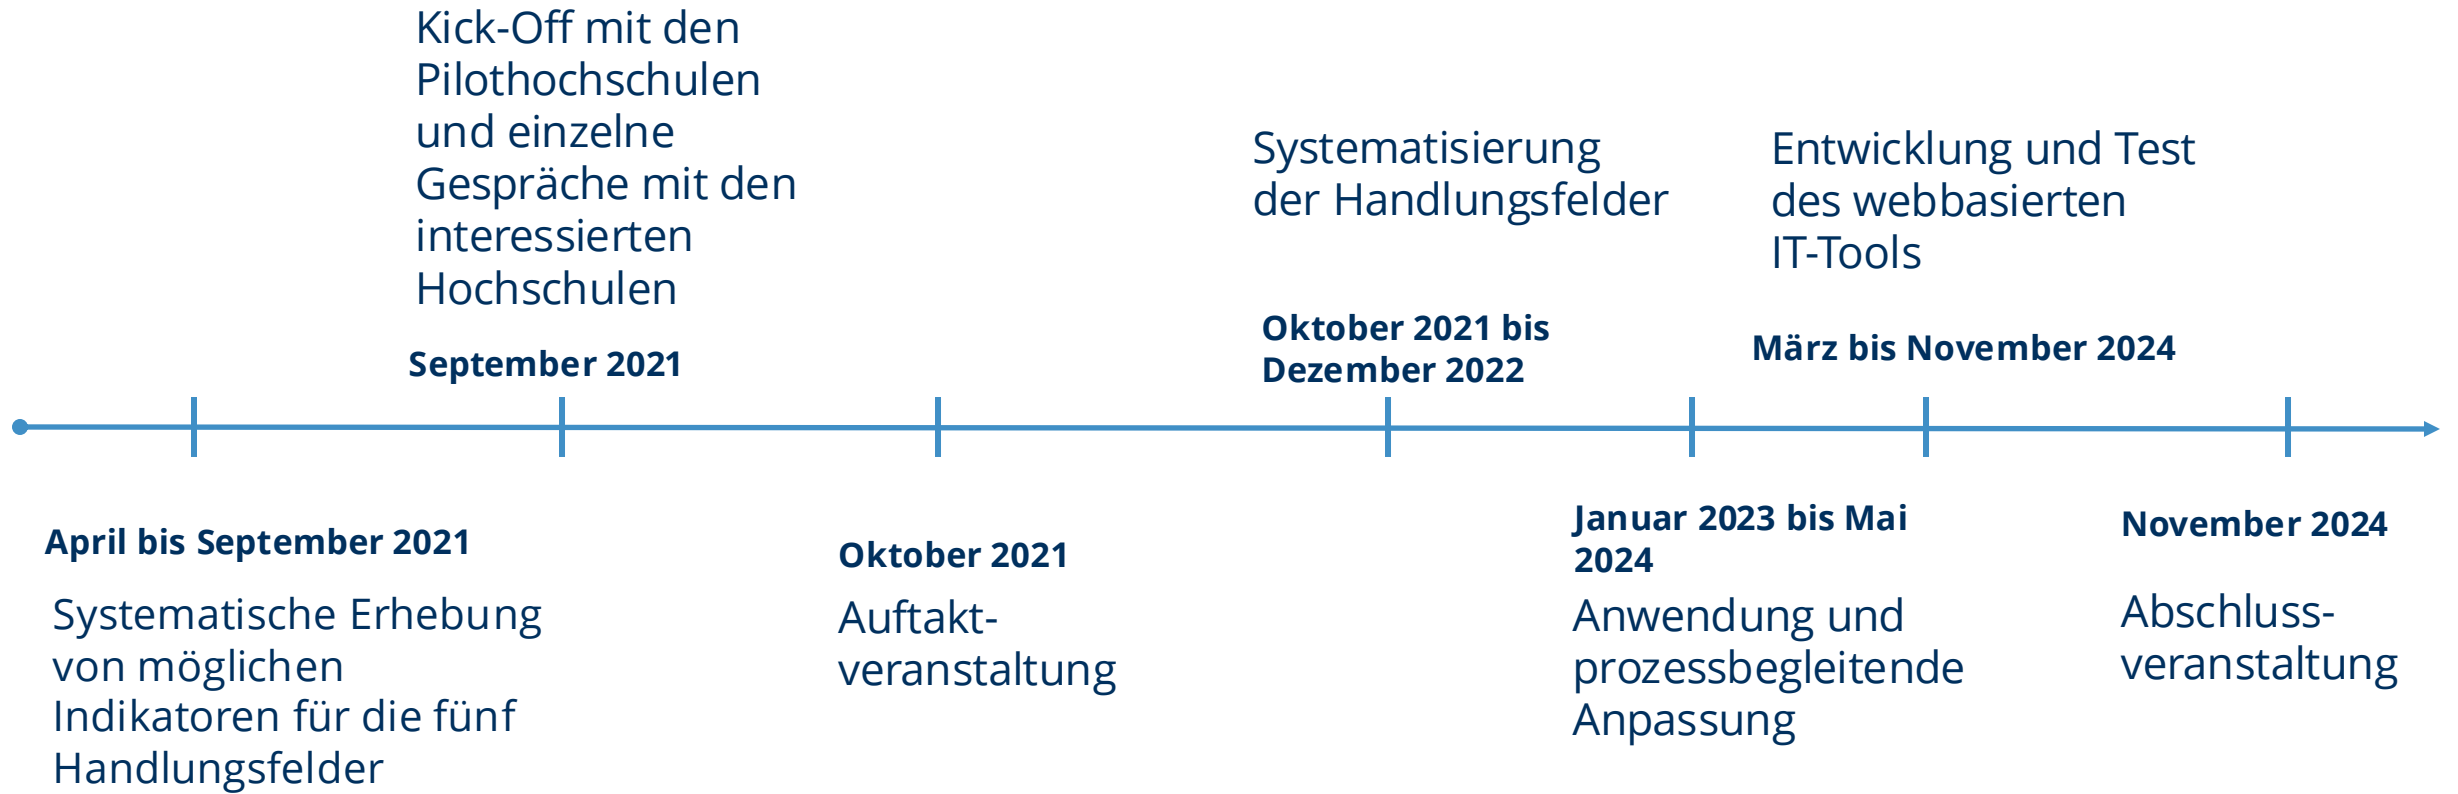 Kick-Off mit den
Pilothochschulen
und einzelne
Gespräche mit den
interessierten
Hochschulen
September 2021
Systematisierung
der Handlungsfelder
Oktober 2021 bis
Dezember 2022
Entwicklung und Test
des webbasierten
IT-Tools
März bis November 2024
April bis September 2021
Systematische Erhebung
von möglichen
Indikatoren für die fünf
Handlungsfelder
Oktober 2021
Auftakt-
veranstaltung
Januar 2023 bis Mai
2024
Anwendung und
prozessbegleitende
Anpassung
November 2024
Abschluss-
veranstaltung